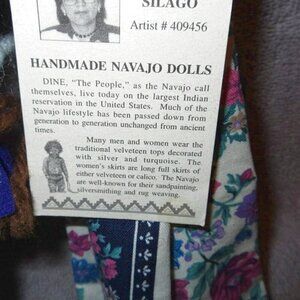 SILAGO
Artist # 409456
HANDMADE NAVAJO DOLLS
DINE, "The People," as the Navajo call
themselves, live today on the largest Indian
reservation in the United States. Much of the
Navajo lifestyle has been passed down from
generation to generation unchanged from ancient
times.
Many men and women wear the
traditional velveteen tops decorated
with silver and turquoise. The
women's skirts are long full skirts of
either velveteen or calico. The Navajo
are well-known for their sandpainting,
silversmithing and rug weaving.